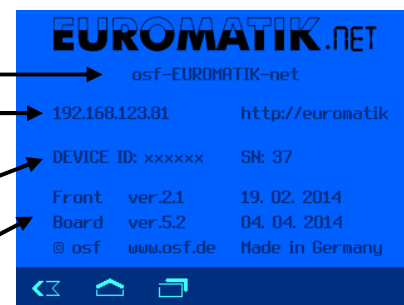 EUROMATIK.net
osf-EUROMATIK-net
192.168.123.81 http://euromatik
DEVICE ID: xxxxxx SN: 37
Front ver.2.1 19. 02. 2014
Board ver.5.2 04. 04. 2014
© osf www.osf.de Made in Germany